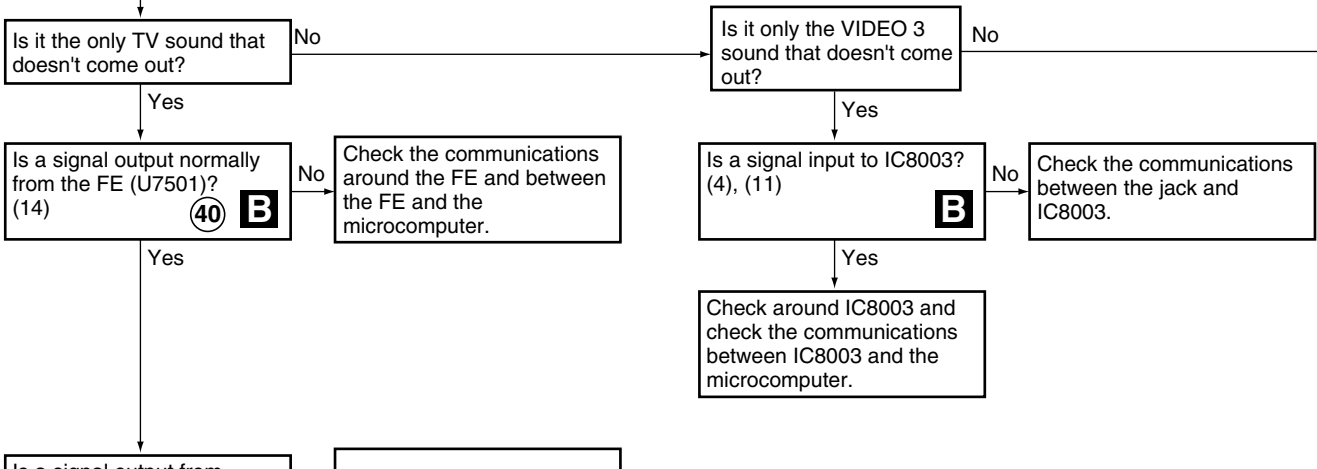 Is it the only TV sound that
doesn't come out?
No
Is it only the VIDEO 3
sound that doesn't come
out?
No
Yes
Yes
Is a signal output normally
from the FE (U7501)?
(14)
40 B
No
Check the communications
around the FE and between
the FE and the
microcomputer.
Is a signal input to IC8003?
(4), (11)
B
No
Check the communications
between the jack and
IC8003.
Yes
Yes
Check around IC8003 and
check the communications
between IC8003 and the
microcomputer.
Is a signal output from